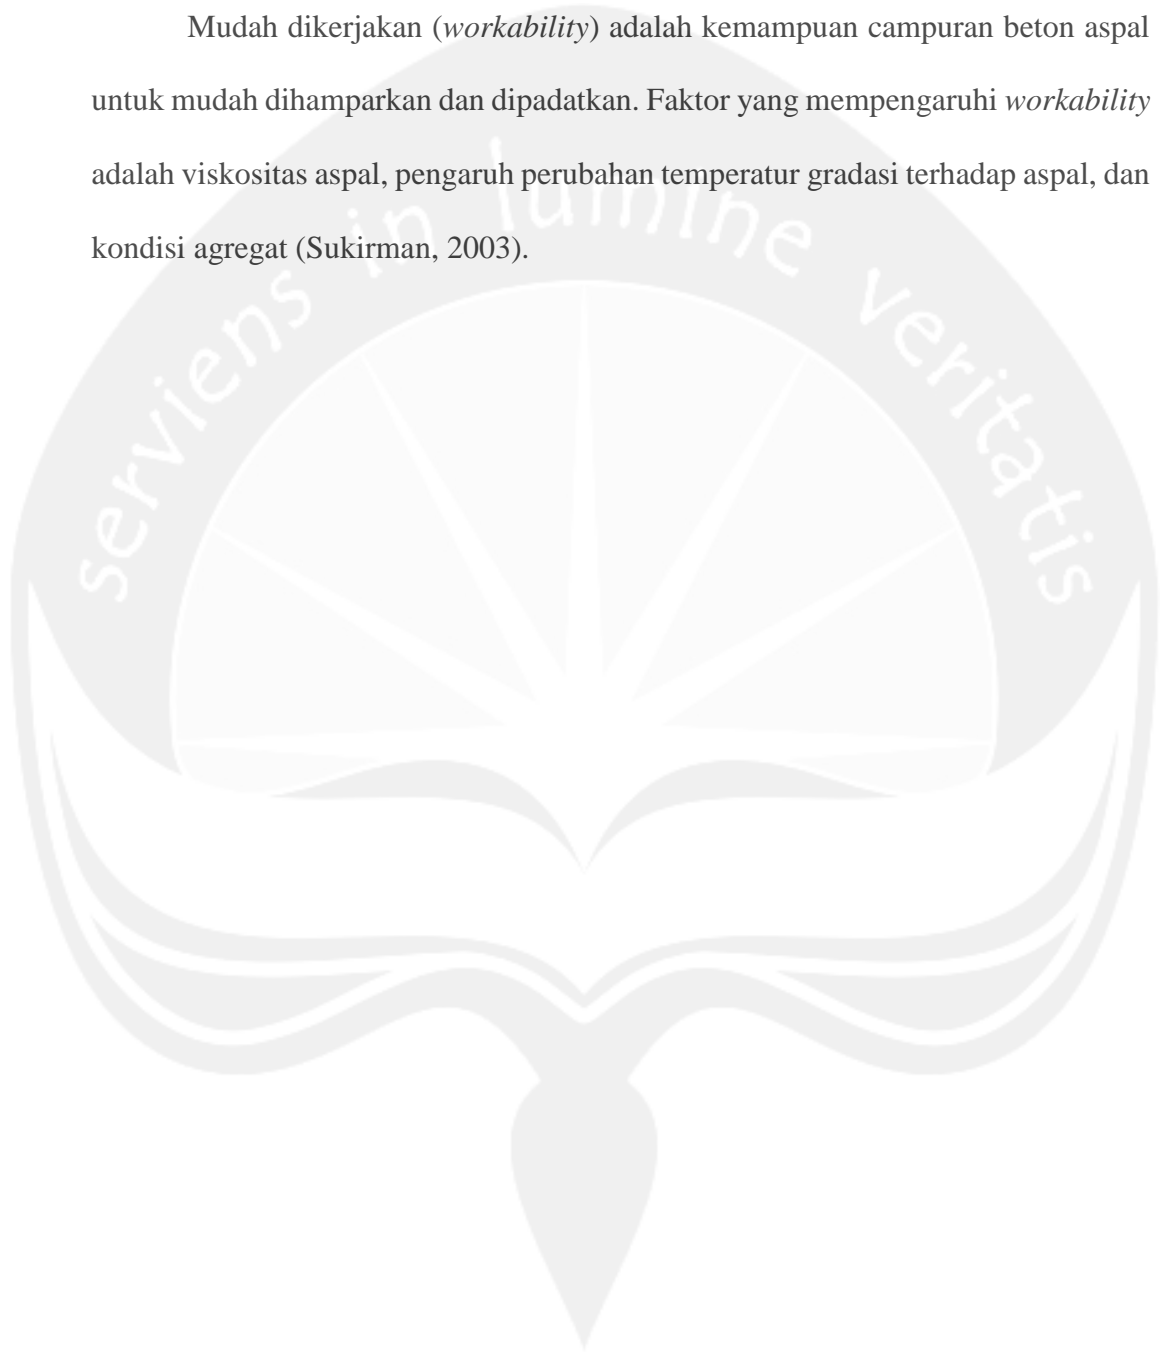 Mudah dikerjakan (workability) adalah kemampuan campuran beton aspal
untuk mudah dihamparkan dan dipadatkan. Faktor yang mempengaruhi workability
adalah viskositas aspal, pengaruh perubahan temperatur gradasi terhadap aspal, dan
kondisi agregat (Sukirman, 2003).
serviens in lumine veritatis